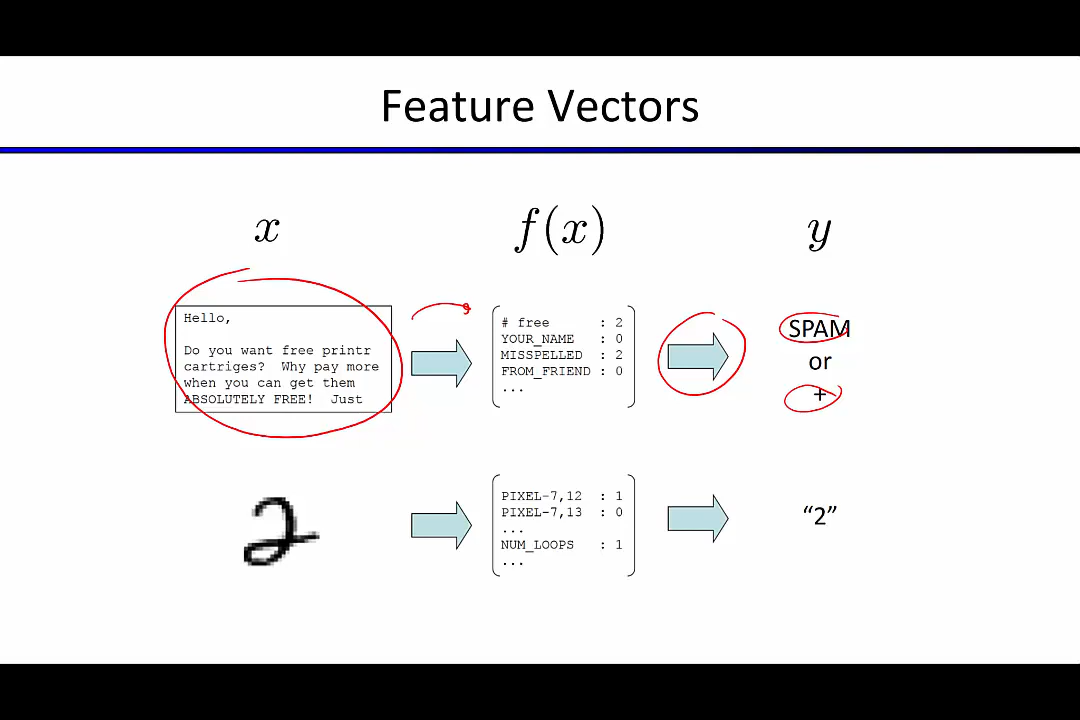 Feature Vectors
x
f(x)
y
Hello,
Do you want free printr
cartriges? Why pay more
when you can get them
ABSOLUTELY FREE! Just
# free : 2
YOUR_NAME : 0
MISSPELLED : 2
FROM_FRIEND : 0
...
SPAM
or
+
2
PIXEL-7,12 : 1
PIXEL-7,13 : 0
...
NUM_LOOPS : 1
...
“2”